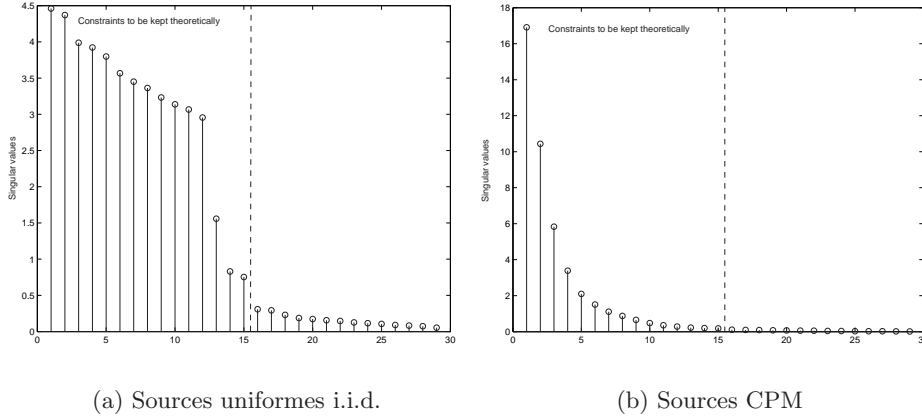 4.5
4
3.5
3
2.5
2
1.5
1
0.5
0
Singular values
Constraints to be kept theoretically
0 5 10 15 20 25 30
(a) Sources uniformes i.i.d.
18
16
14
12
10
8
6
4
2
0
Singular values
Constraints to be kept theoretically
0 5 10 15 20 25 30
(b) Sources CPM